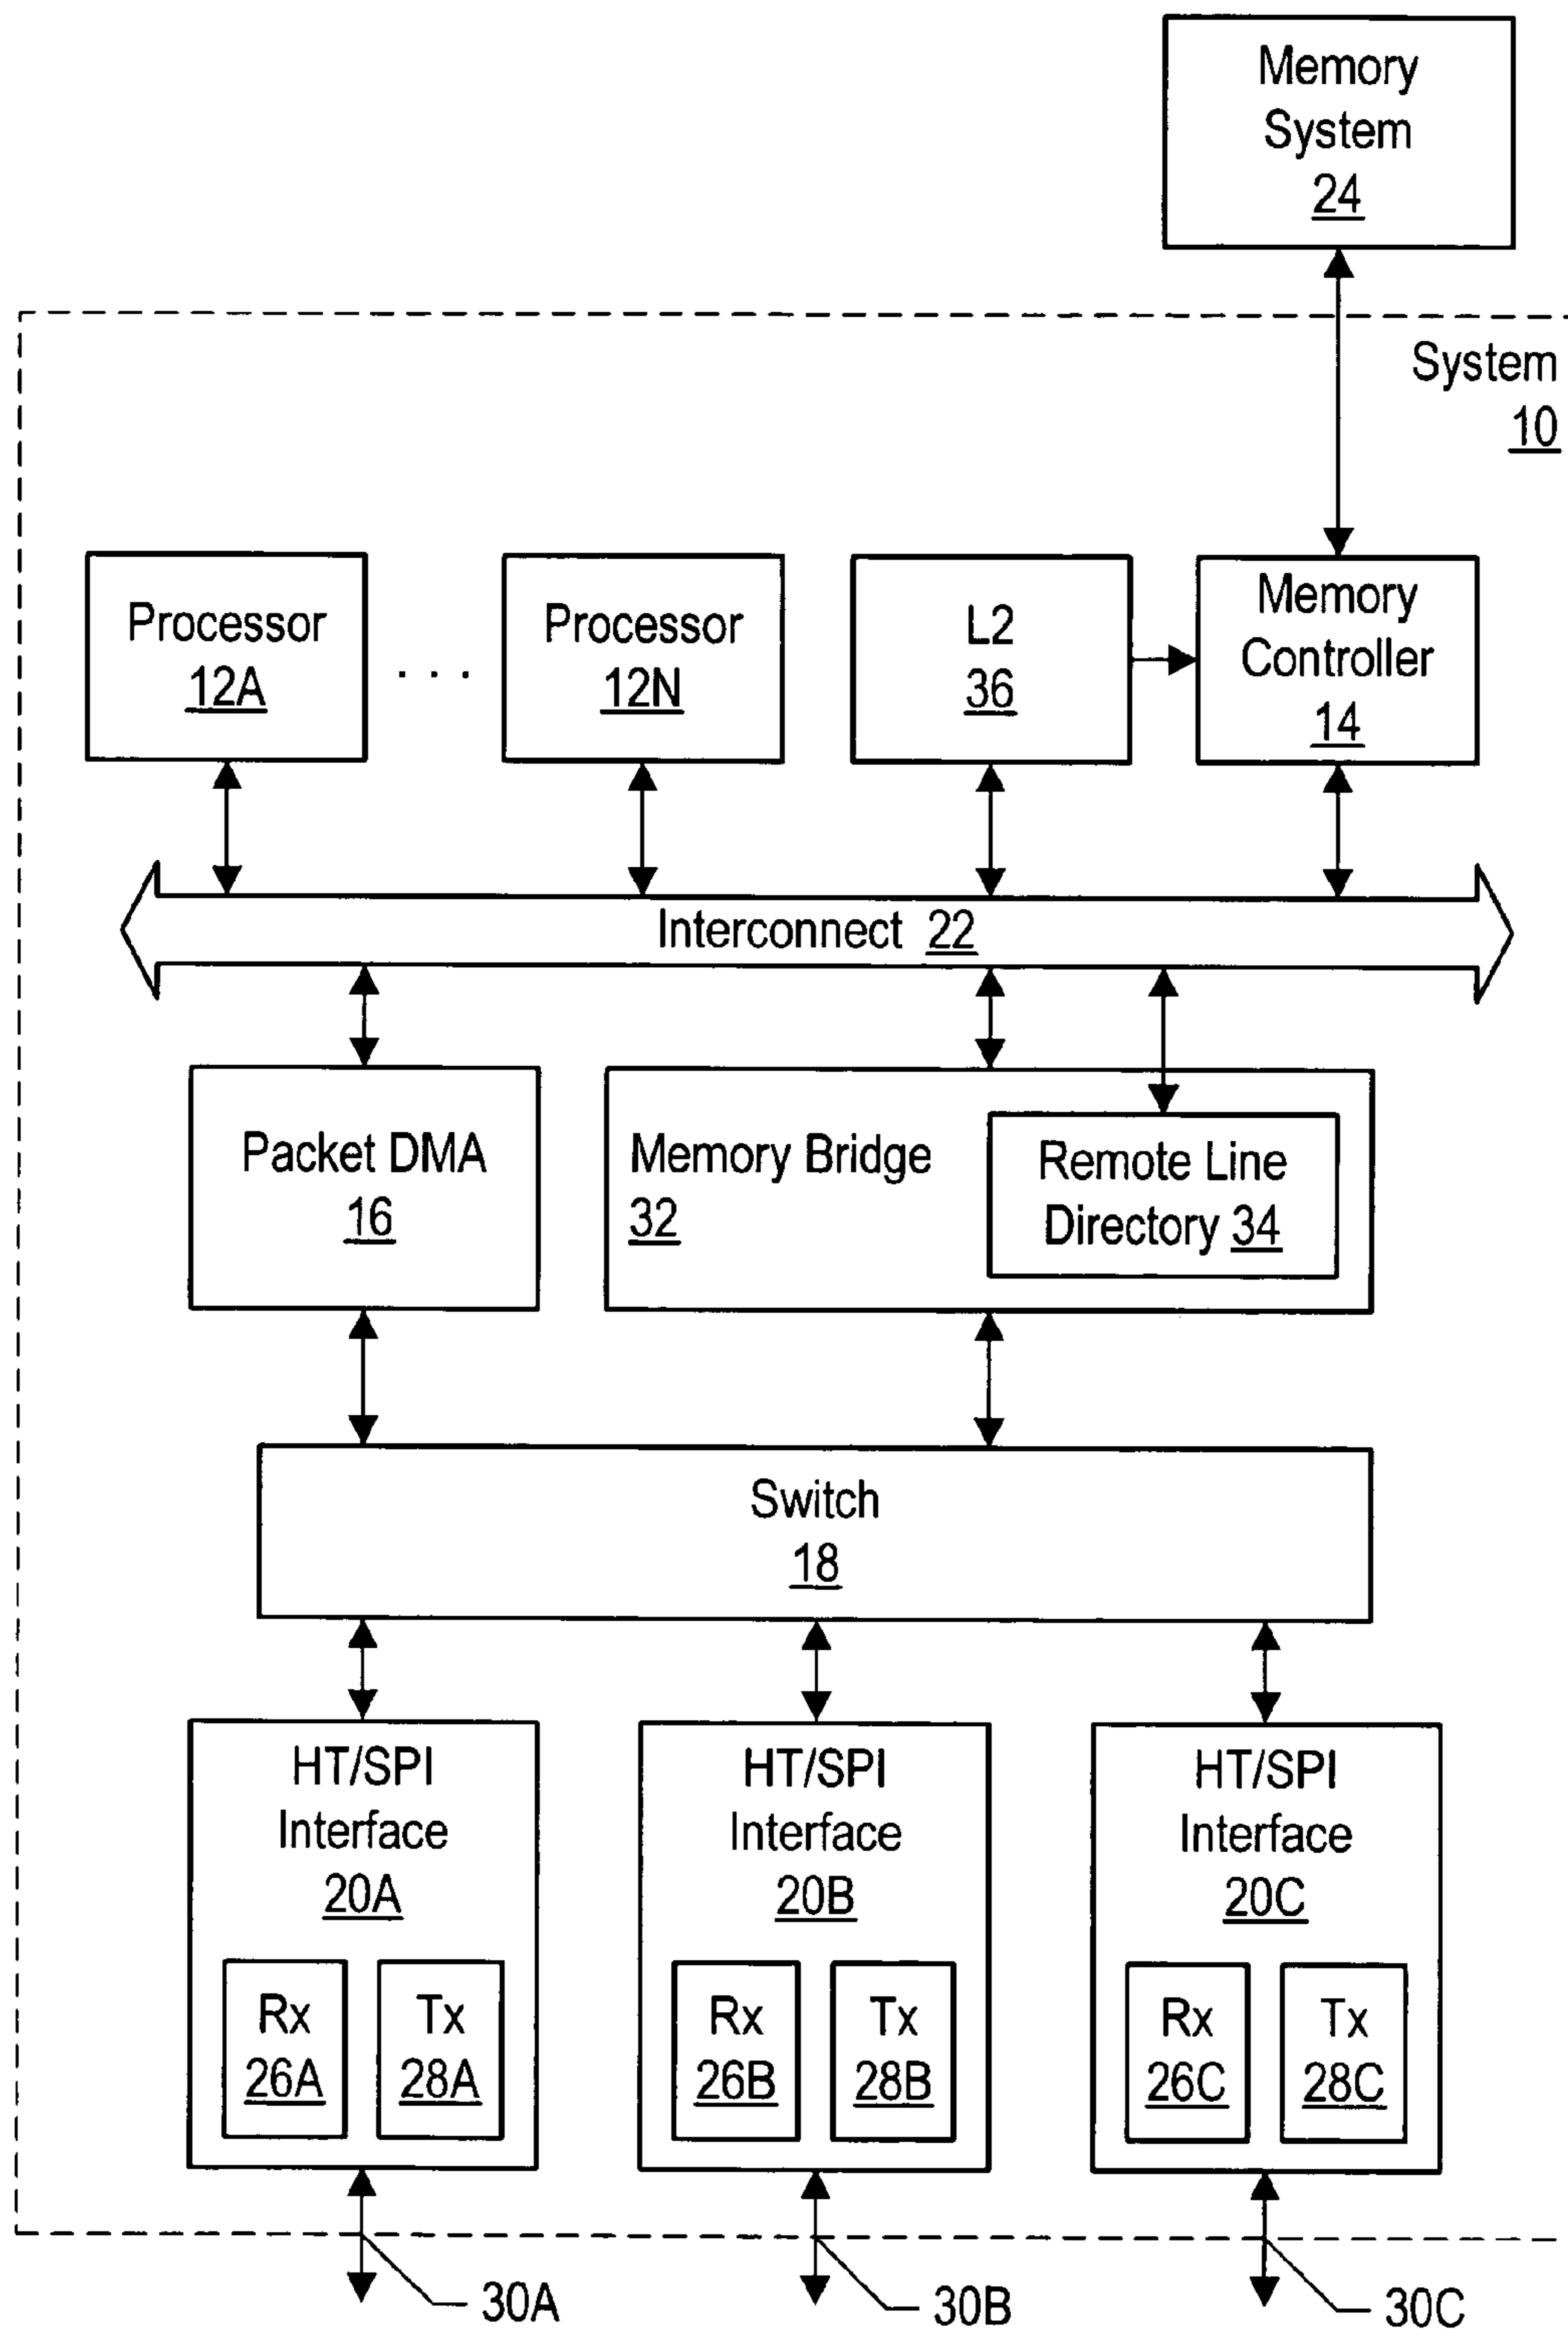 Memory
System
24
System
10
Processor
12A
. . .
Processor
12N
L2
36
Memory
Controller
14
Interconnect 22
Packet DMA
16
Memory Bridge
32
Remote Line
Directory 34
Switch
18
HT/SPI
Interface
20A
Rx
26A
Tx
28A
HT/SPI
Interface
20B
Rx
26B
Tx
28B
HT/SPI
Interface
20C
Rx
26C
Tx
28C
30A
30B
30C